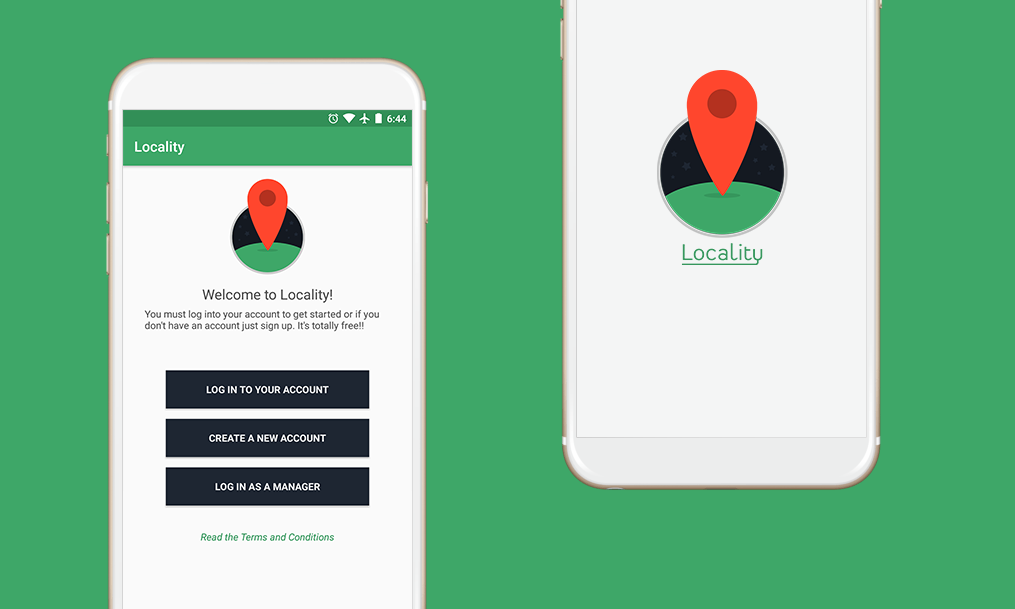 6:44
Locality
Welcome to Locality!
You must log into your account to get started or if you
don't have an account just sign up. It's totally free!!
LOG IN TO YOUR ACCOUNT
CREATE A NEW ACCOUNT
LOG IN AS A MANAGER
Read the Terms and Conditions
Locality